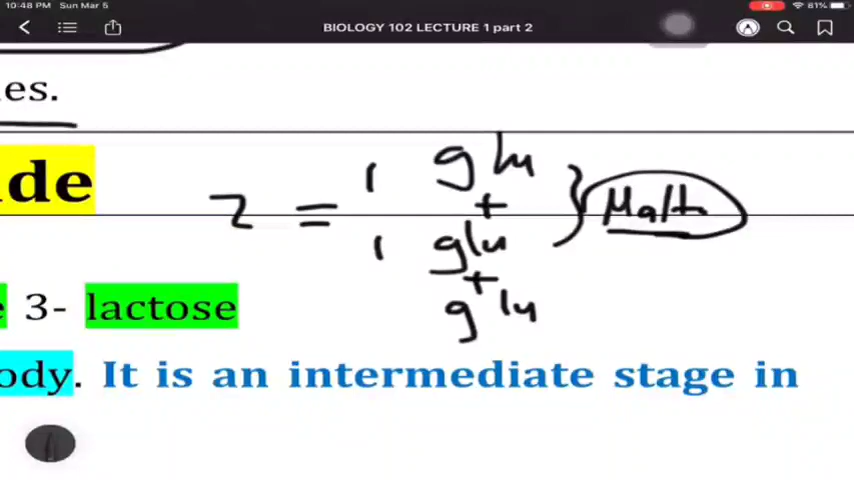 10:48 PM Sun Mar 5
61%
BIOLOGY 102 LECTURE 1 part 2
es.
de
2 = 1 glu
+
1 glu
Malt
+
glu
e 3- lactose
ody. It is an intermediate stage in